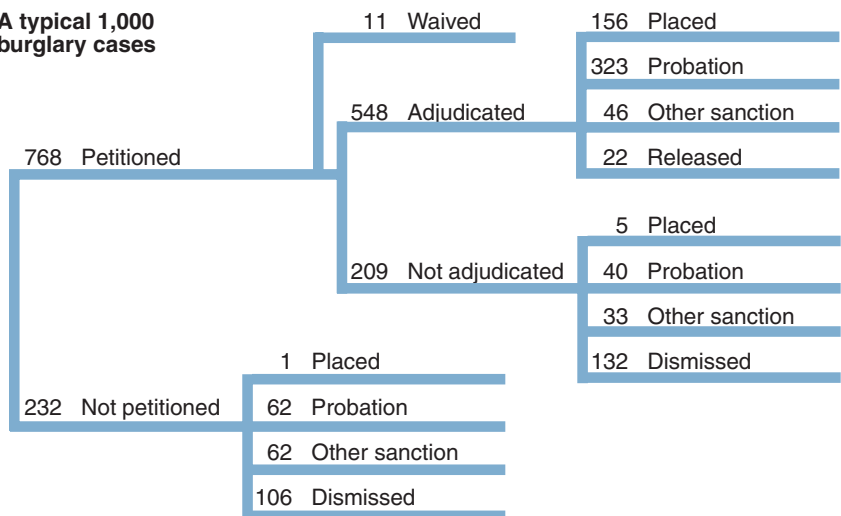 A typical 1,000
burglary cases
11 Waived
156 Placed
323 Probation
548 Adjudicated
46 Other sanction
768 Petitioned
22 Released
5 Placed
209 Not adjudicated
40 Probation
33 Other sanction
1 Placed
132 Dismissed
232 Not petitioned
62 Probation
62 Other sanction
106 Dismissed